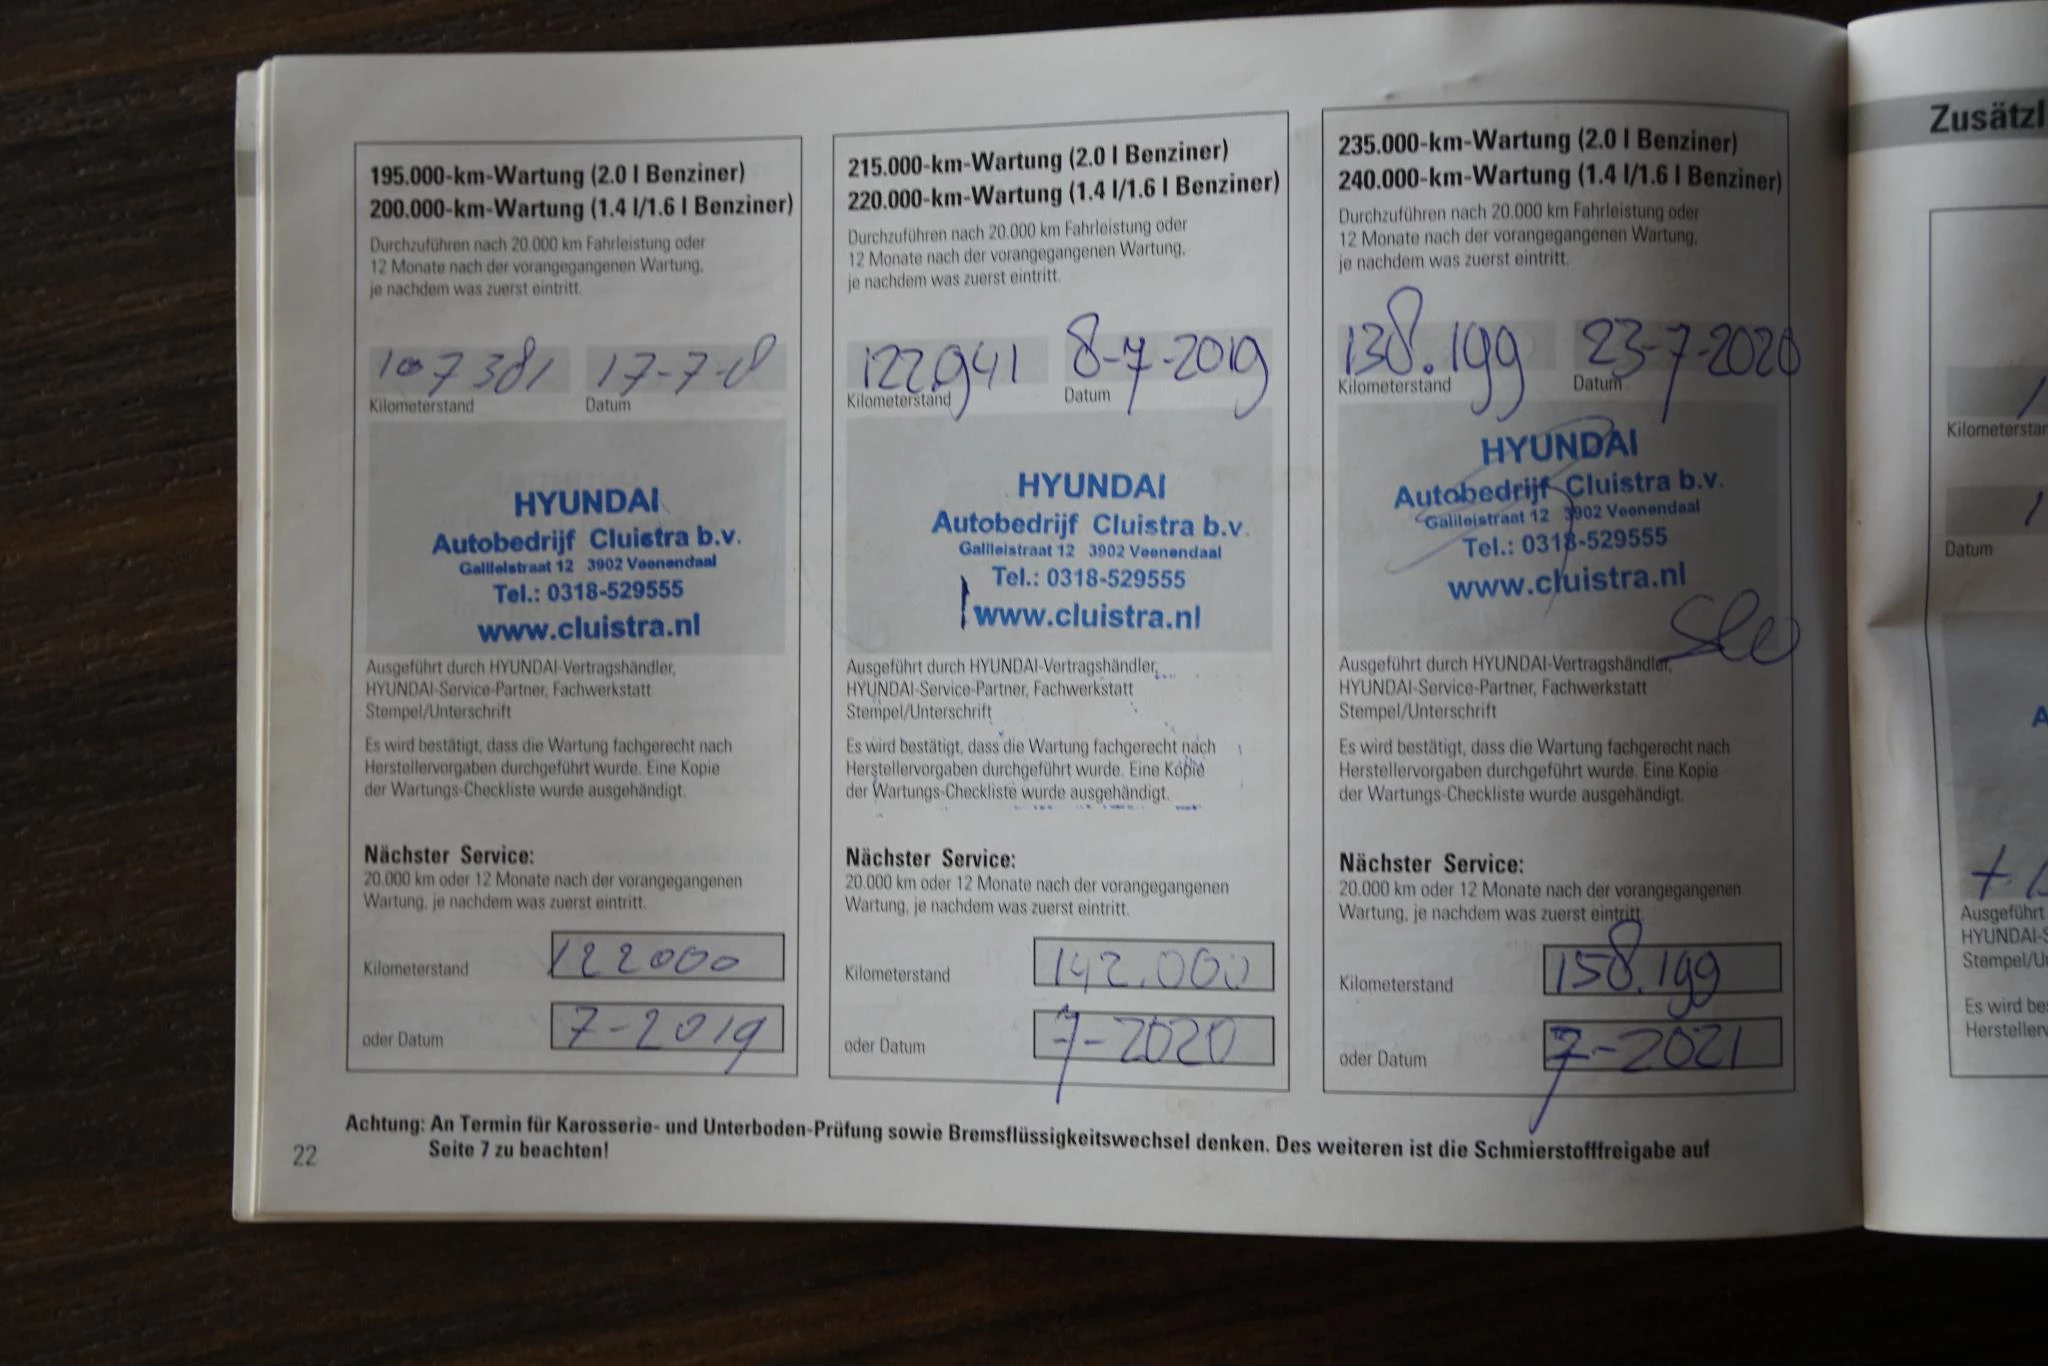 195.000-km-Wartung (2.0 l Benziner)
200.000-km-Wartung (1.4 l/1.6 l Benziner)
Durchzuführen nach 20.000 km Fahrleistung oder
12 Monate nach der vorangegangenen Wartung,
je nachdem was zuerst eintritt.
107381 17-7-18
Kilometerstand Datum
HYUNDAI
Autobedrijf Cluistra b.v.
Galileistraat 12 3902 Veenendaal
Tel.: 0318-529555
www.cluistra.nl
Ausgeführt durch HYUNDAI-Vertragshändler,
HYUNDAI-Service-Partner, Fachwerkstatt
Stempel/Unterschrift
Es wird bestätigt, dass die Wartung fachgerecht nach
Herstellervorgaben durchgeführt wurde. Eine Kopie
der Wartungs-Checkliste wurde ausgehändigt.
Nächster Service:
20.000 km oder 12 Monate nach der vorangegangenen
Wartung, je nachdem was zuerst eintritt.
Kilometerstand 122000
oder Datum 7-2019
215.000-km-Wartung (2.0 l Benziner)
220.000-km-Wartung (1.4 l/1.6 l Benziner)
Durchzuführen nach 20.000 km Fahrleistung oder
12 Monate nach der vorangegangenen Wartung,
je nachdem was zuerst eintritt.
122941 8-7-2019
Kilometerstand Datum
HYUNDAI
Autobedrijf Cluistra b.v.
Galileistraat 12 3902 Veenendaal
Tel.: 0318-529555
www.cluistra.nl
Ausgeführt durch HYUNDAI-Vertragshändler,
HYUNDAI-Service-Partner, Fachwerkstatt
Stempel/Unterschrift
Es wird bestätigt, dass die Wartung fachgerecht nach
Herstellervorgaben durchgeführt wurde. Eine Kopie
der Wartungs-Checkliste wurde ausgehändigt.
Nächster Service:
20.000 km oder 12 Monate nach der vorangegangenen
Wartung, je nachdem was zuerst eintritt.
Kilometerstand 142.000
oder Datum 7-2020
235.000-km-Wartung (2.0 l Benziner)
240.000-km-Wartung (1.4 l/1.6 l Benziner)
Durchzuführen nach 20.000 km Fahrleistung oder
12 Monate nach der vorangegangenen Wartung,
je nachdem was zuerst eintritt.
138.199 23-7-2020
Kilometerstand Datum
HYUNDAI
Autobedrijf Cluistra b.v.
Galileistraat 12 3902 Veenendaal
Tel.: 0318-529555
www.cluistra.nl
Ausgeführt durch HYUNDAI-Vertragshändler,
HYUNDAI-Service-Partner, Fachwerkstatt
Stempel/Unterschrift
Es wird bestätigt, dass die Wartung fachgerecht nach
Herstellervorgaben durchgeführt wurde. Eine Kopie
der Wartungs-Checkliste wurde ausgehändigt.
Nächster Service:
20.000 km oder 12 Monate nach der vorangegangenen
Wartung, je nachdem was zuerst eintritt.
Kilometerstand 158.199
oder Datum 7-2021
Achtung: An Termin für Karosserie- und Unterboden-Prüfung sowie Bremsflüssigkeitswechsel denken. Des weiteren ist die Schmierstofffreigabe auf
Seite 7 zu beachten!
22
Zusätzl
Kilometerstan
Datum
Ausgeführt
HYUNDAI-S
Stempel/Un
Es wird bes
Herstellerv